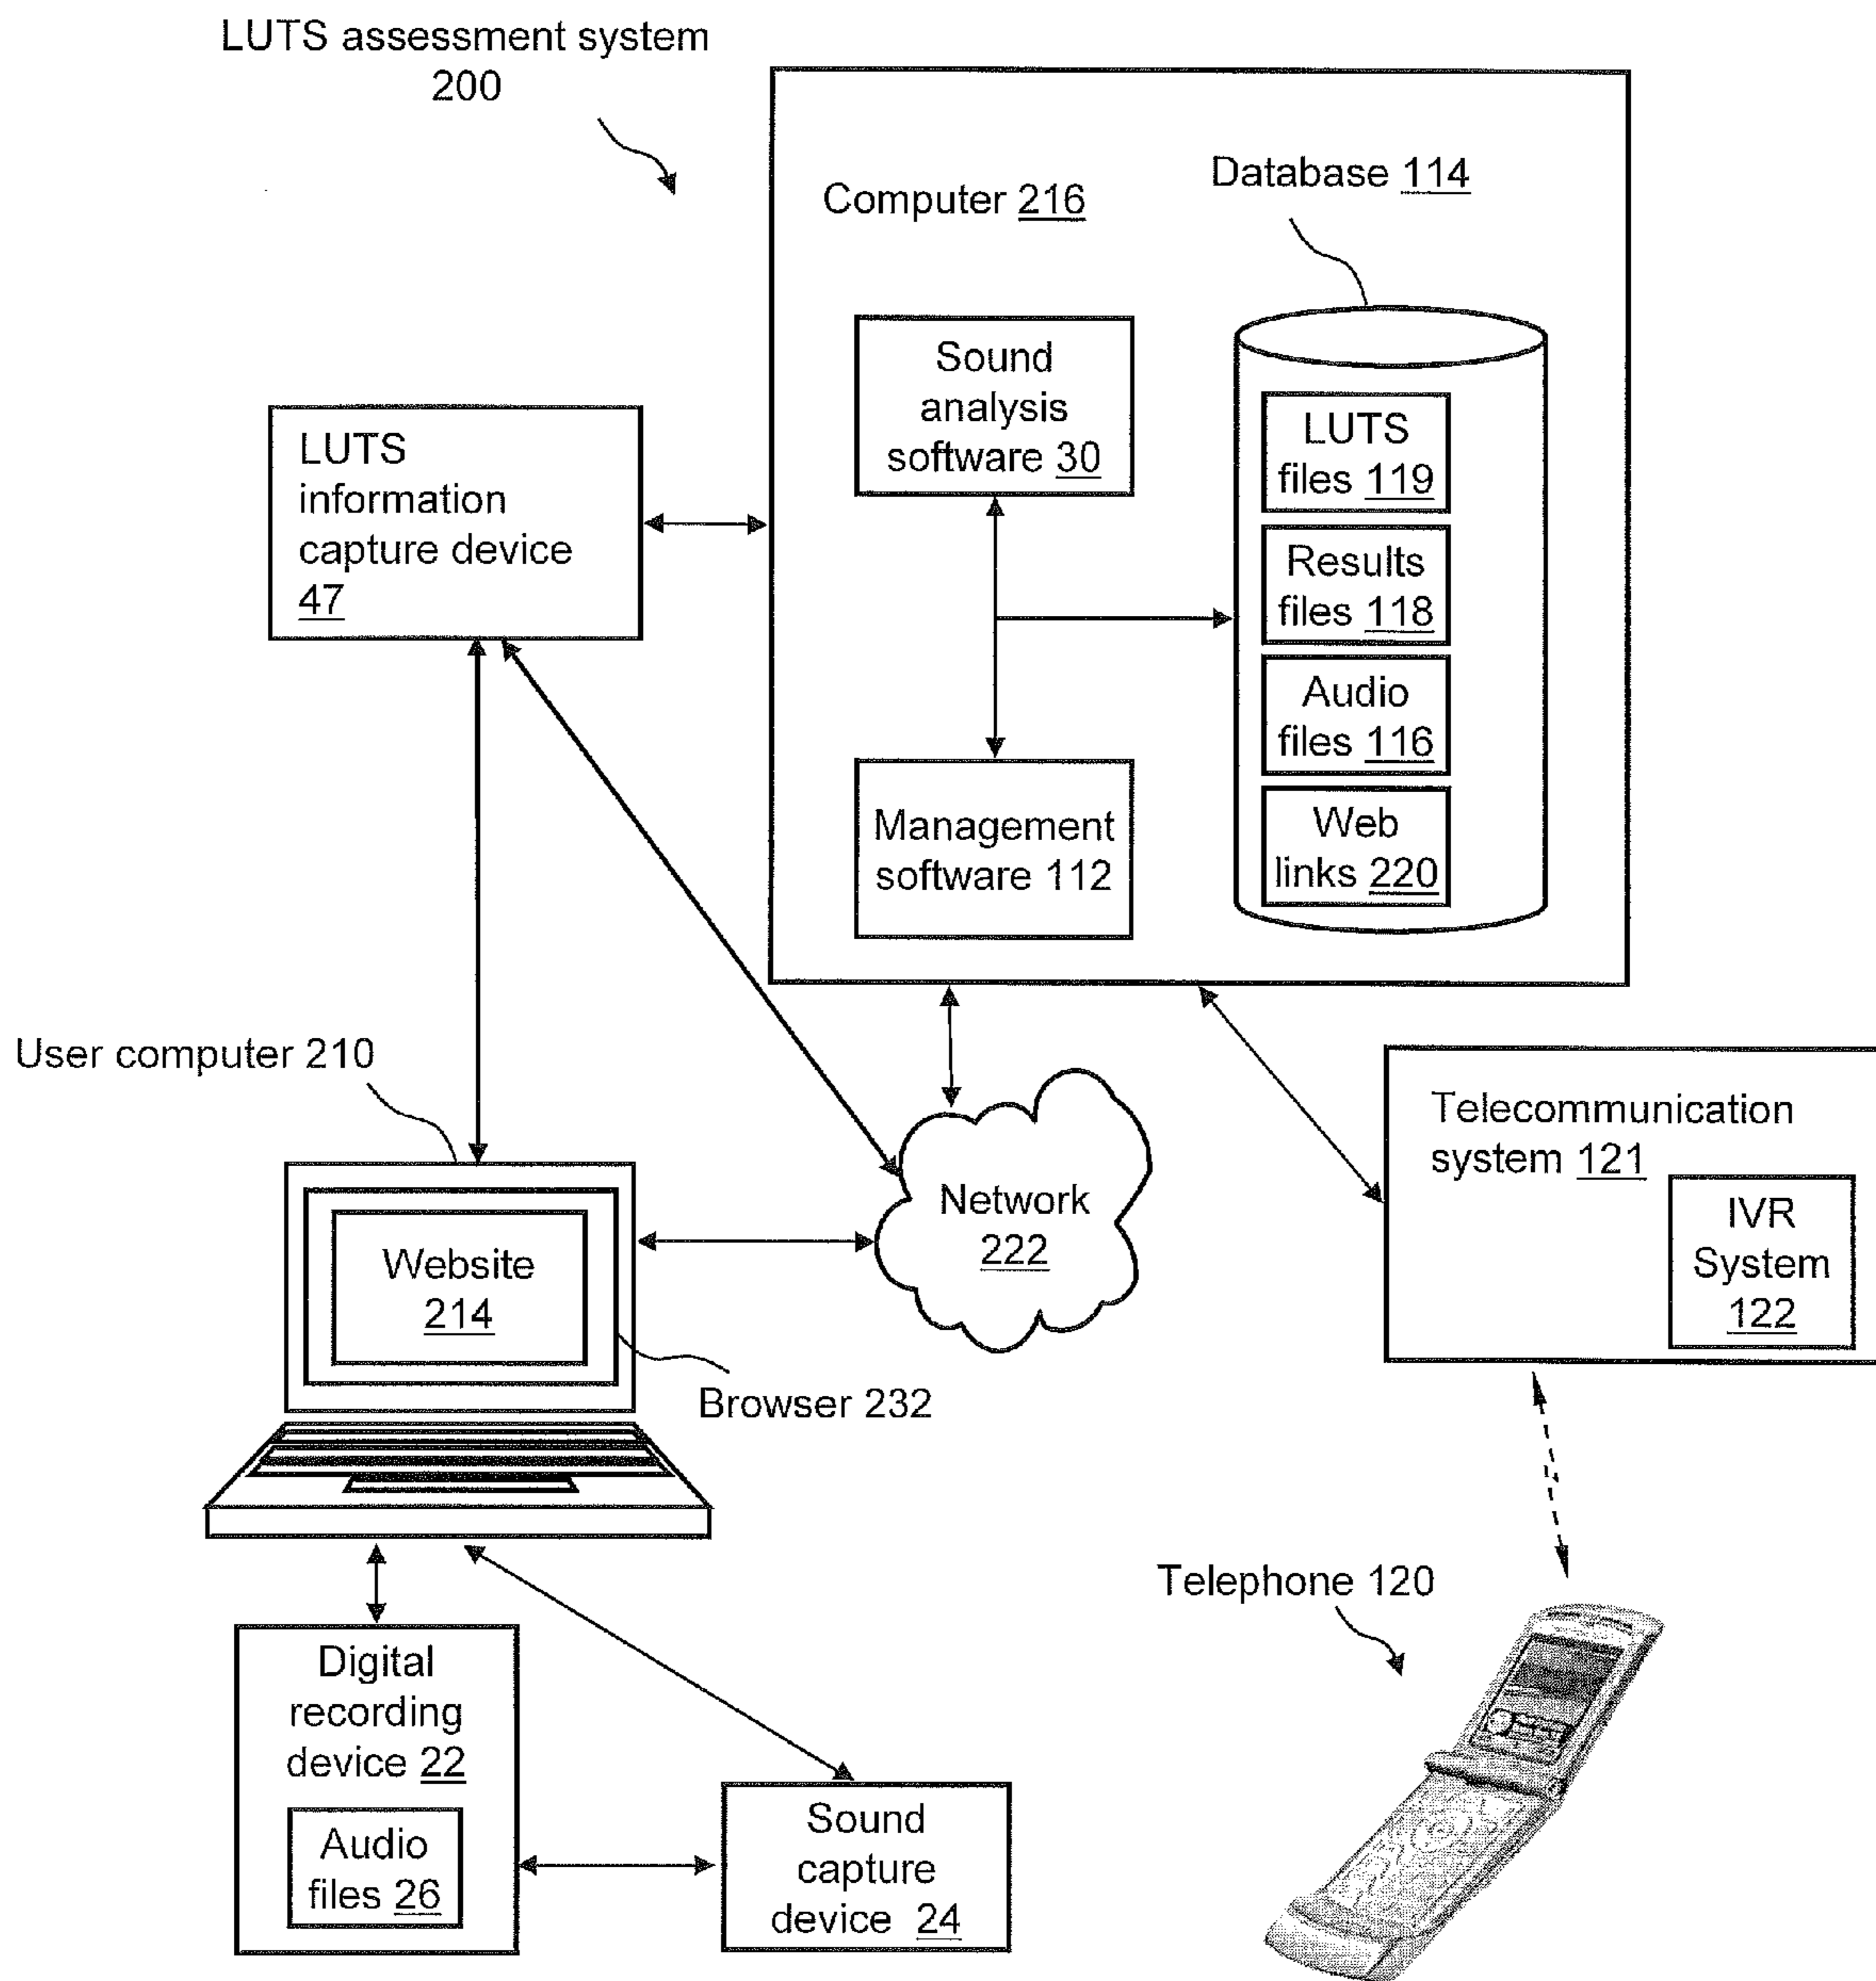 LUTS assessment system
200
Computer 216
Database 114
Sound
analysis
software 30
LUTS
files 119
Results
files 118
Audio
files 116
Web
links 220
Management
software 112
LUTS
information
capture device
47
User computer 210
Website
214
Browser 232
Network
222
Telecommunication
system 121
IVR
System
122
Telephone 120
Digital
recording
device 22
Audio
files 26
Sound
capture
device 24